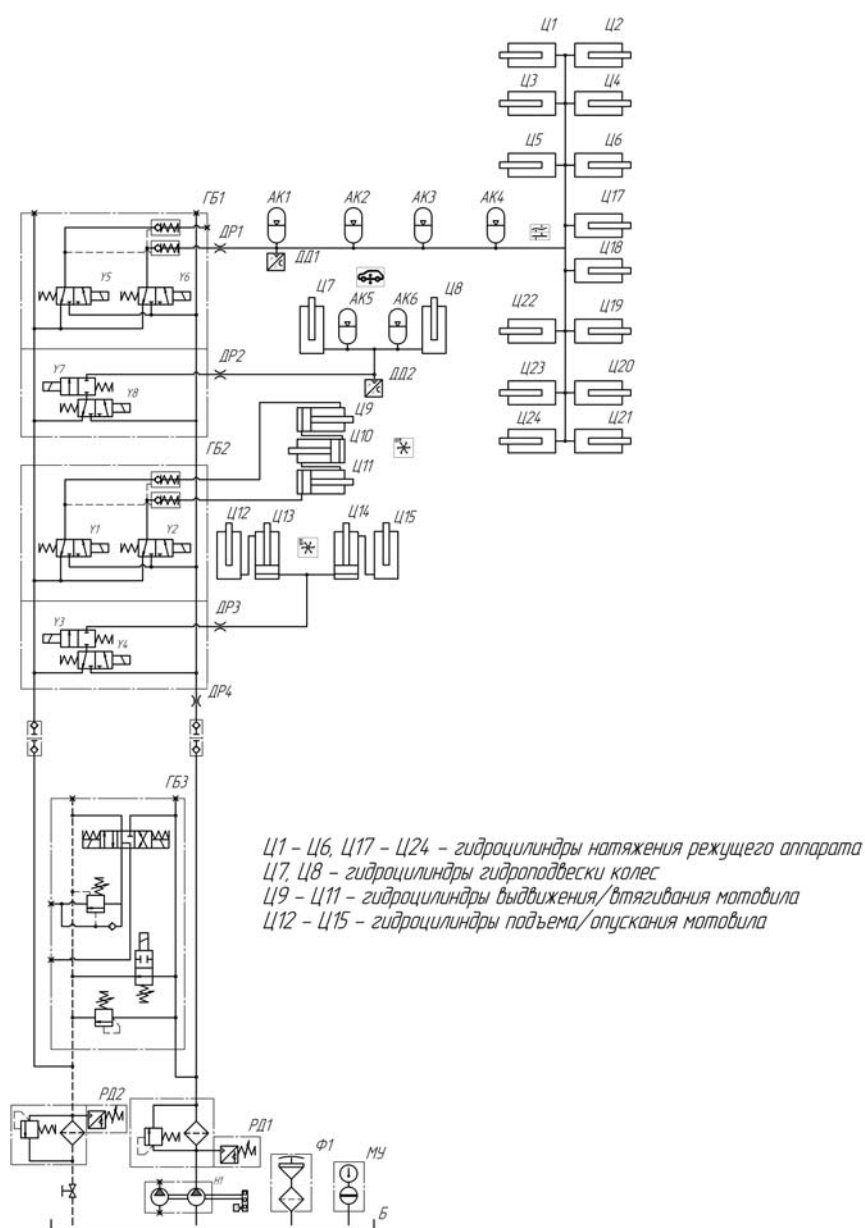 Ц1 Ц2
Ц3 Ц4
Ц5 Ц6
ГБ1 АК1 АК2 АК3 АК4 Ц17
ДР1
ДД1 Ц18
Y5 Y6
Ц7 АК5 АК6 Ц8
Ц22 Ц19
ДР2
Y7
ДД2 Ц23 Ц20
Y8
Ц9
Ц10 Ц24 Ц21
ГБ2
Ц11
Y1 Y2 Ц12 Ц13 Ц14 Ц15
ДР3
Y3
Y4
ДР4
ГБ3
Ц1 – Ц6, Ц17 – Ц24 – гидроцилиндры натяжения режущего аппарата
Ц7, Ц8 – гидроцилиндры гидроподвески колес
Ц9 – Ц11 – гидроцилиндры выдвижения/втягивания мотовила
Ц12 – Ц15 – гидроцилиндры подъема/опускания мотовила
РД2
РД1
Ф1 МУ
Н1
Б